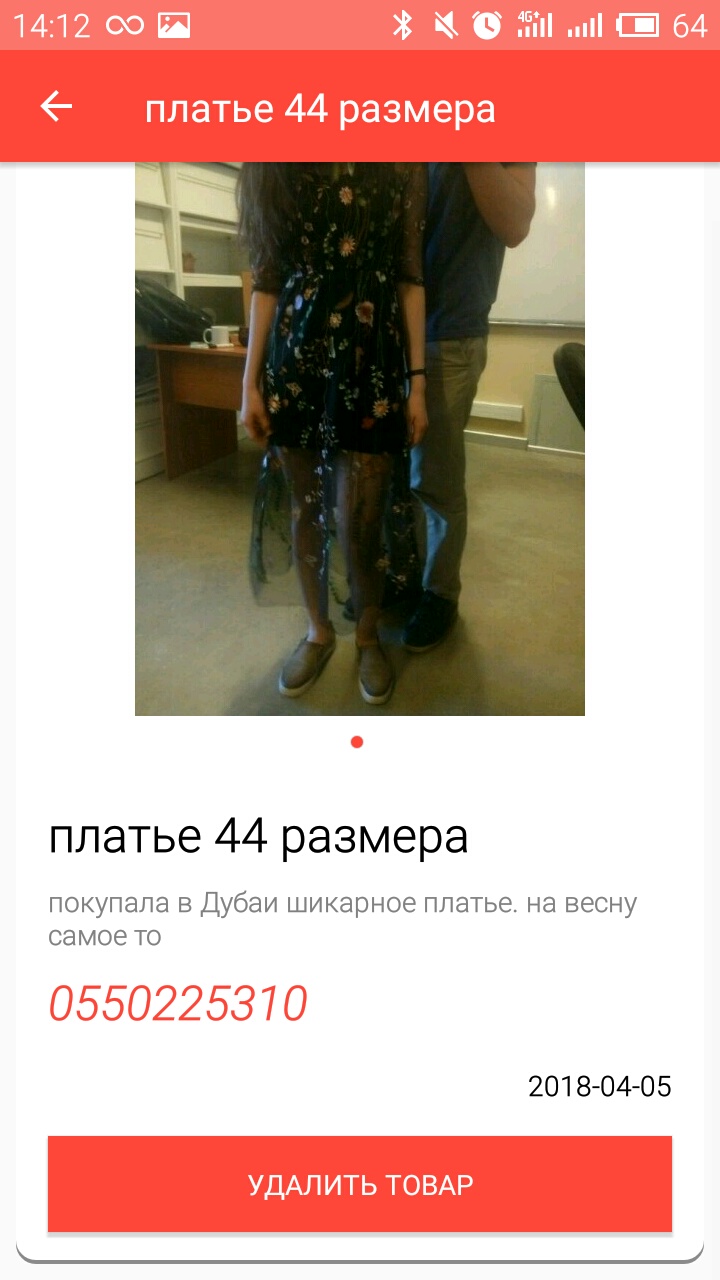 14:12
4G+
64
платье 44 размера
платье 44 размера
покупала в Дубаи шикарное платье. на весну
самое то
0550225310
2018-04-05
УДАЛИТЬ ТОВАР